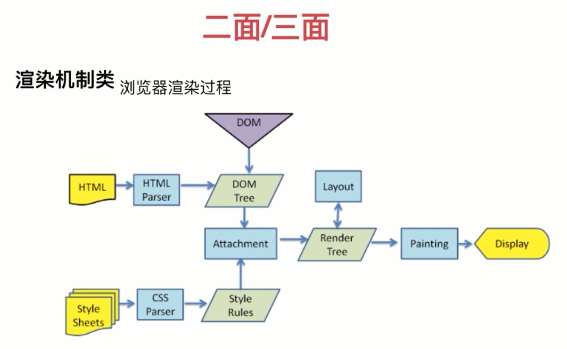 二面/三面
渲染机制类 浏览器渲染过程
DOM
HTML
HTML
Parser
DOM
Tree
Layout
Attachment
Render
Tree
Painting
Display
Style
Sheets
CSS
Parser
Style
Rules